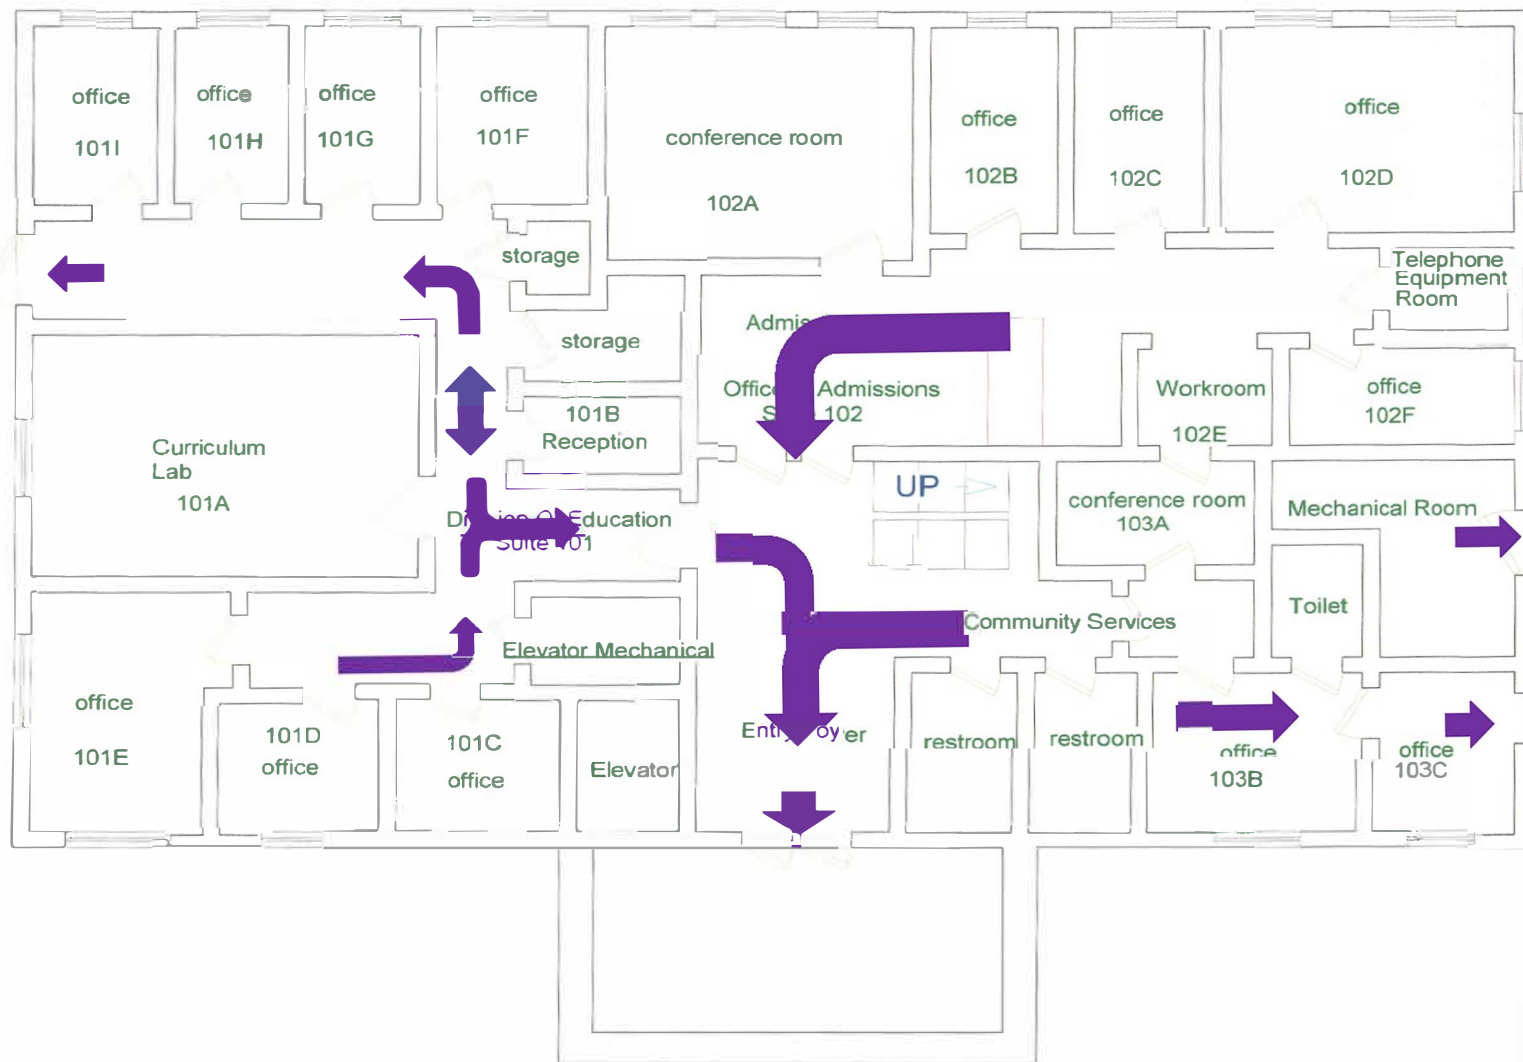 office
101I
office
101H
office
101G
office
101F
conference room
102A
office
102B
office
102C
office
102D
storage
Telephone
Equipment
Room
storage
101B
Reception
Admissions
102
Workroom
102E
office
102F
Curriculum
Lab
101A
Education
UP
conference room
103A
Mechanical Room
Toilet
Community Services
Elevator Mechanical
office
101E
101D
office
101C
office
Elevator
restroom
restroom
office
103B
office
103C